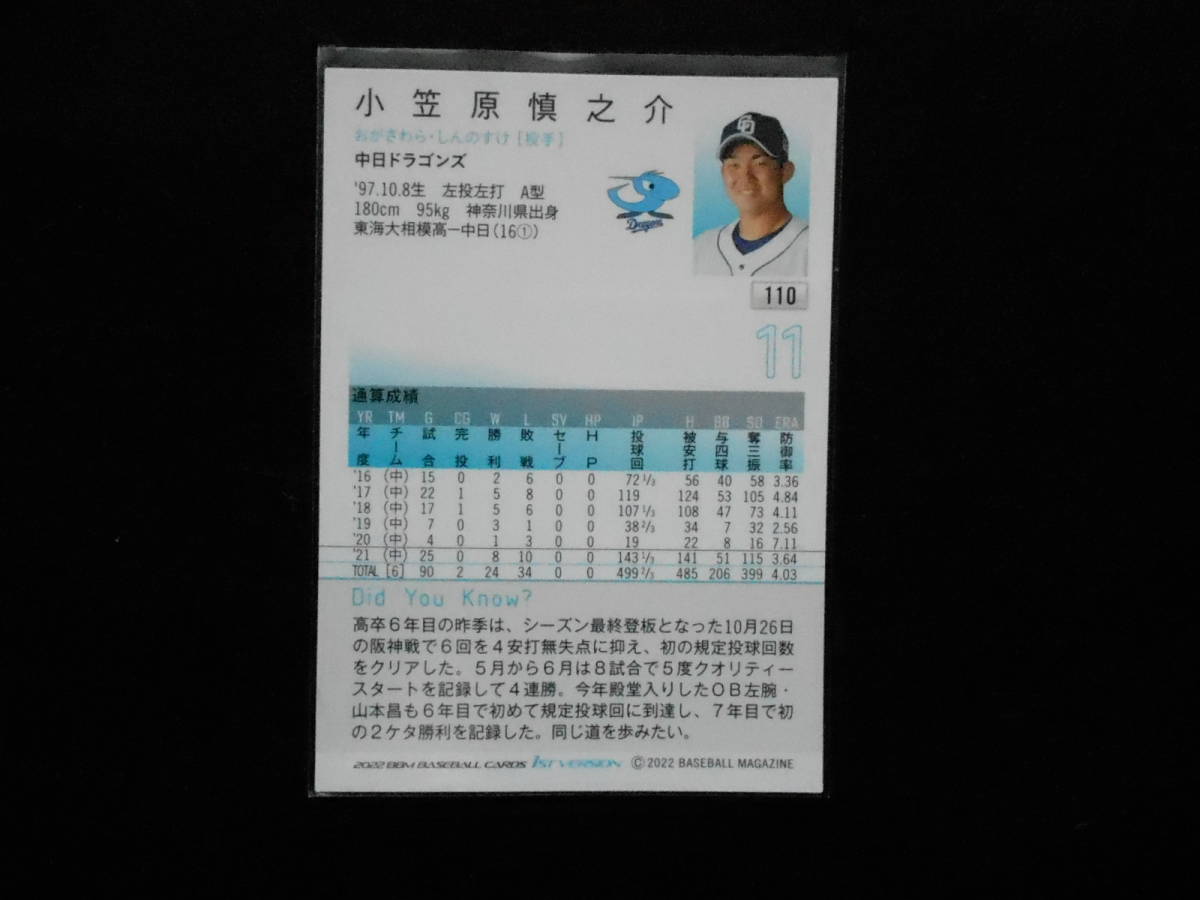 小笠原慎之介
おがさわら・しんのすけ [投手]
中日ドラゴンズ
'97.10.8生 左投左打 A型
180cm 95kg 神奈川県出身
東海大相模高ー中日(16①)
CD
Dragons
110
11
通算成績
YR TM G CG W L SV HP IP H BB SO ERA
年度 チーム 試合 完投 勝利 敗戦 セーブ HP 投球回 被安打 与四球 奪三振 防御率
'16 (中) 15 0 2 6 0 0 72 1/3 56 40 58 3.36
'17 (中) 22 1 5 8 0 0 119 124 53 105 4.84
'18 (中) 17 1 5 6 0 0 107 1/3 108 47 73 4.11
'19 (中) 7 0 3 1 0 0 38 2/3 34 7 32 2.56
'20 (中) 4 0 1 3 0 0 19 22 8 16 7.11
'21 (中) 25 0 8 10 0 0 143 1/3 141 51 115 3.64
TOTAL [6] 90 2 24 34 0 0 499 2/3 485 206 399 4.03
Did You Know?
高卒6年目の昨季は、シーズン最終登板となった10月26日
の阪神戦で6回を4安打無失点に抑え、初の規定投球回数
をクリアした。5月から6月は8試合で5度クオリティー
スタートを記録して4連勝。今年殿堂入りしたOB左腕・
山本昌も6年目で初めて規定投球回に到達し、7年目で初
の2ケタ勝利を記録した。同じ道を歩みたい。
2022 BBM BASEBALL CARDS 1ST VERSION ©2022 BASEBALL MAGAZINE